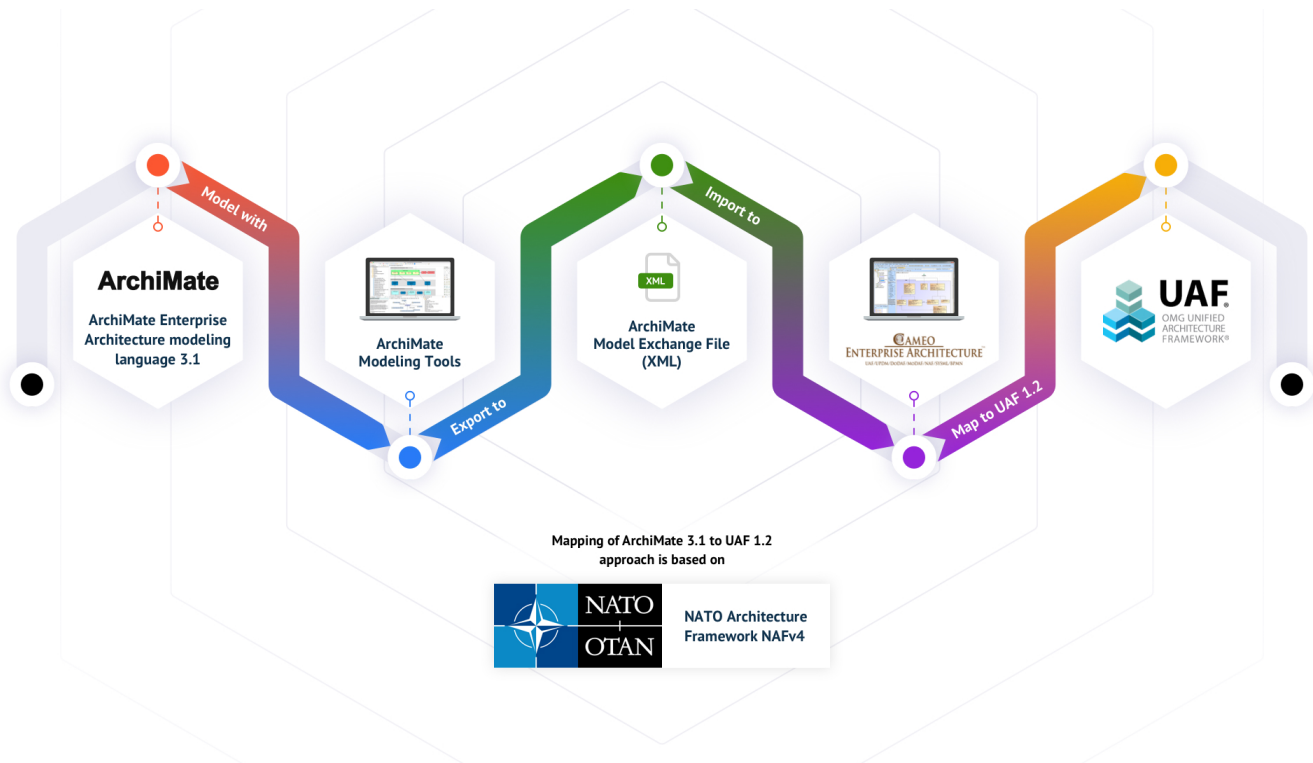 Model with
ArchiMate
ArchiMate Enterprise
Architecture modeling
language 3.1
ArchiMate
Modeling Tools
Export to
XML
ArchiMate
Model Exchange File
(XML)
Import to
CAMEO
ENTERPRISE ARCHITECTURE™
Map to UAF 1.2
UAF®
OMG UNIFIED
ARCHITECTURE
FRAMEWORK®
Mapping of ArchiMate 3.1 to UAF 1.2
approach is based on
NATO
OTAN
NATO Architecture
Framework NAFv4